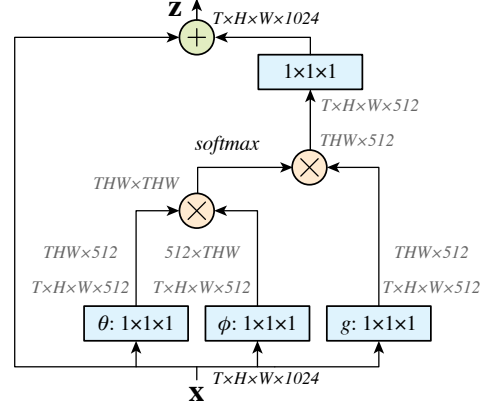 z T×H×W×1024
+
1×1×1
T×H×W×512
softmax THW×512
×
THW×THW
×
THW×512 512×THW THW×512
T×H×W×512 T×H×W×512 T×H×W×512
θ: 1×1×1 ϕ: 1×1×1 g: 1×1×1
x T×H×W×1024